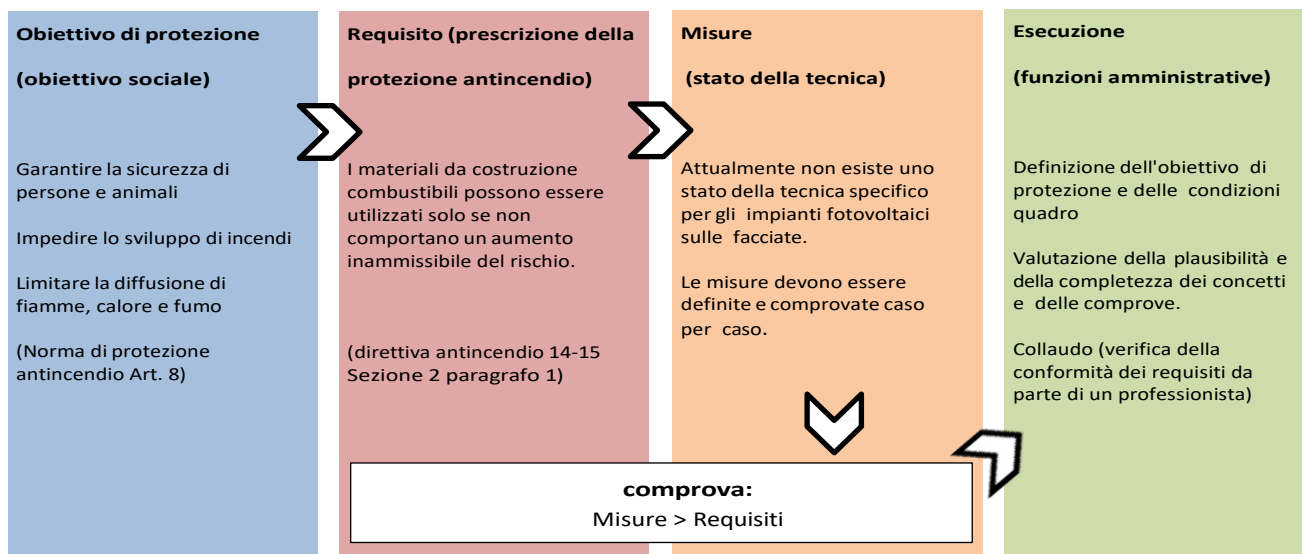 Obiettivo di protezione
(obiettivo sociale)
Garantire la sicurezza di
persone e animali
Impedire lo sviluppo di incendi
Limitare la diffusione di
fiamme, calore e fumo
(Norma di protezione
antincendio Art. 8)
Requisito (prescrizione della
protezione antincendio)
I materiali da costruzione
combustibili possono essere
utilizzati solo se non
comportano un aumento
inammissibile del rischio.
(direttiva antincendio 14-15
Sezione 2 paragrafo 1)
Misure
(stato della tecnica)
Attualmente non esiste uno
stato della tecnica specifico
per gli impianti fotovoltaici
sulle facciate.
Le misure devono essere
definite e comprovate caso
per caso.
comprova:
Misure > Requisiti
Esecuzione
(funzioni amministrative)
Definizione dell'obiettivo di
protezione e delle condizioni
quadro
Valutazione della plausibilità e
della completezza dei concetti
e delle comprove.
Collaudo (verifica della
conformità dei requisiti da
parte di un professionista)